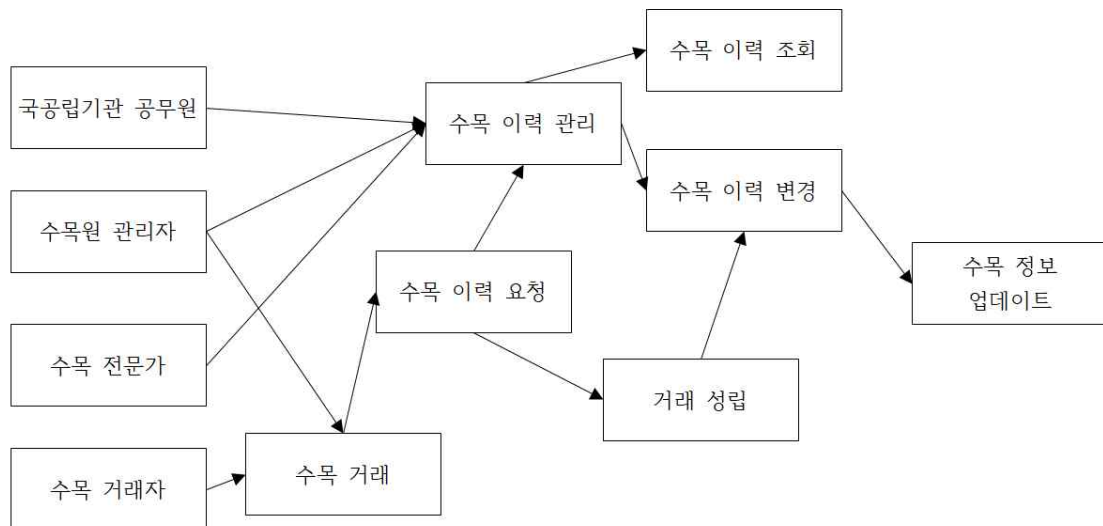 수목 이력 조회
국공립기관 공무원
수목 이력 관리
수목 이력 변경
수목원 관리자
수목 이력 요청
수목 정보
업데이트
수목 전문가
거래 성립
수목 거래
수목 거래자